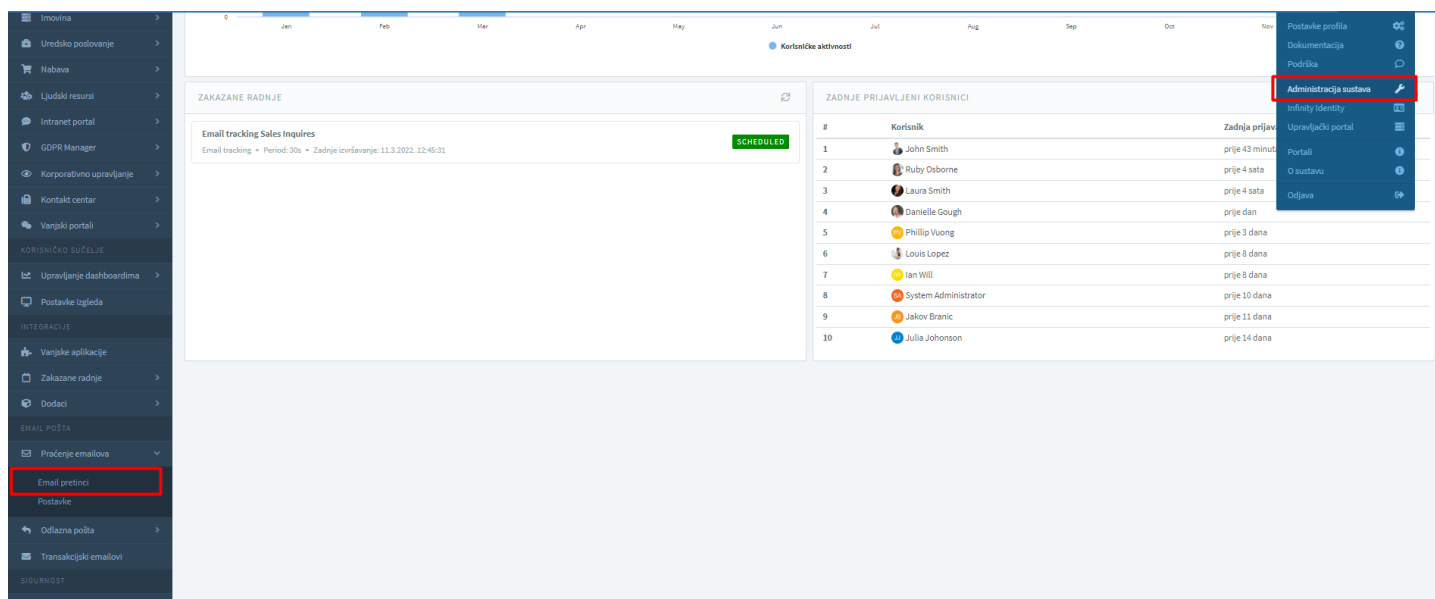 Imovina
Uredsko poslovanje
Nabava
Ljudski resursi
Intranet portal
GDPR Manager
Korporativno upravljanje
Kontakt centar
Vanjski portali
KORISNIČKO SUČELJE
Upravljanje dashboardima
Postavke izgleda
INTEGRACIJE
Vanjske aplikacije
Zakazane radnje
Dodaci
EMAIL POŠTA
Praćenje emailova
Email pretinci
Postavke
Odlazna pošta
Transakcijski emailovi
SIGURNOST
0
Jan Feb Mar Apr May Jun Jul Aug Sep Oct Nov
Korisničke aktivnosti
ZAKAZANE RADNJE
Email tracking Sales Inquires
Email tracking • Period: 30s • Zadnje izvršavanje: 11.3.2022. 12:45:31
SCHEDULED
ZADNJE PRIJAVLJENI KORISNICI
# Korisnik Zadnja prijava
1 John Smith prije 43 minuta
2 Ruby Osborne prije 4 sata
3 Laura Smith prije 4 sata
4 Danielle Gough prije dan
5 PV Phillip Vuong prije 3 dana
6 Louis Lopez prije 8 dana
7 Ian Will prije 8 dana
8 SA System Administrator prije 10 dana
9 JB Jakov Branic prije 11 dana
10 JJ Julia Johonson prije 14 dana
Postavke profila
Dokumentacija
Podrška
Administracija sustava
Infinity Identity
Upravljački portal
Portali
O sustavu
Odjava